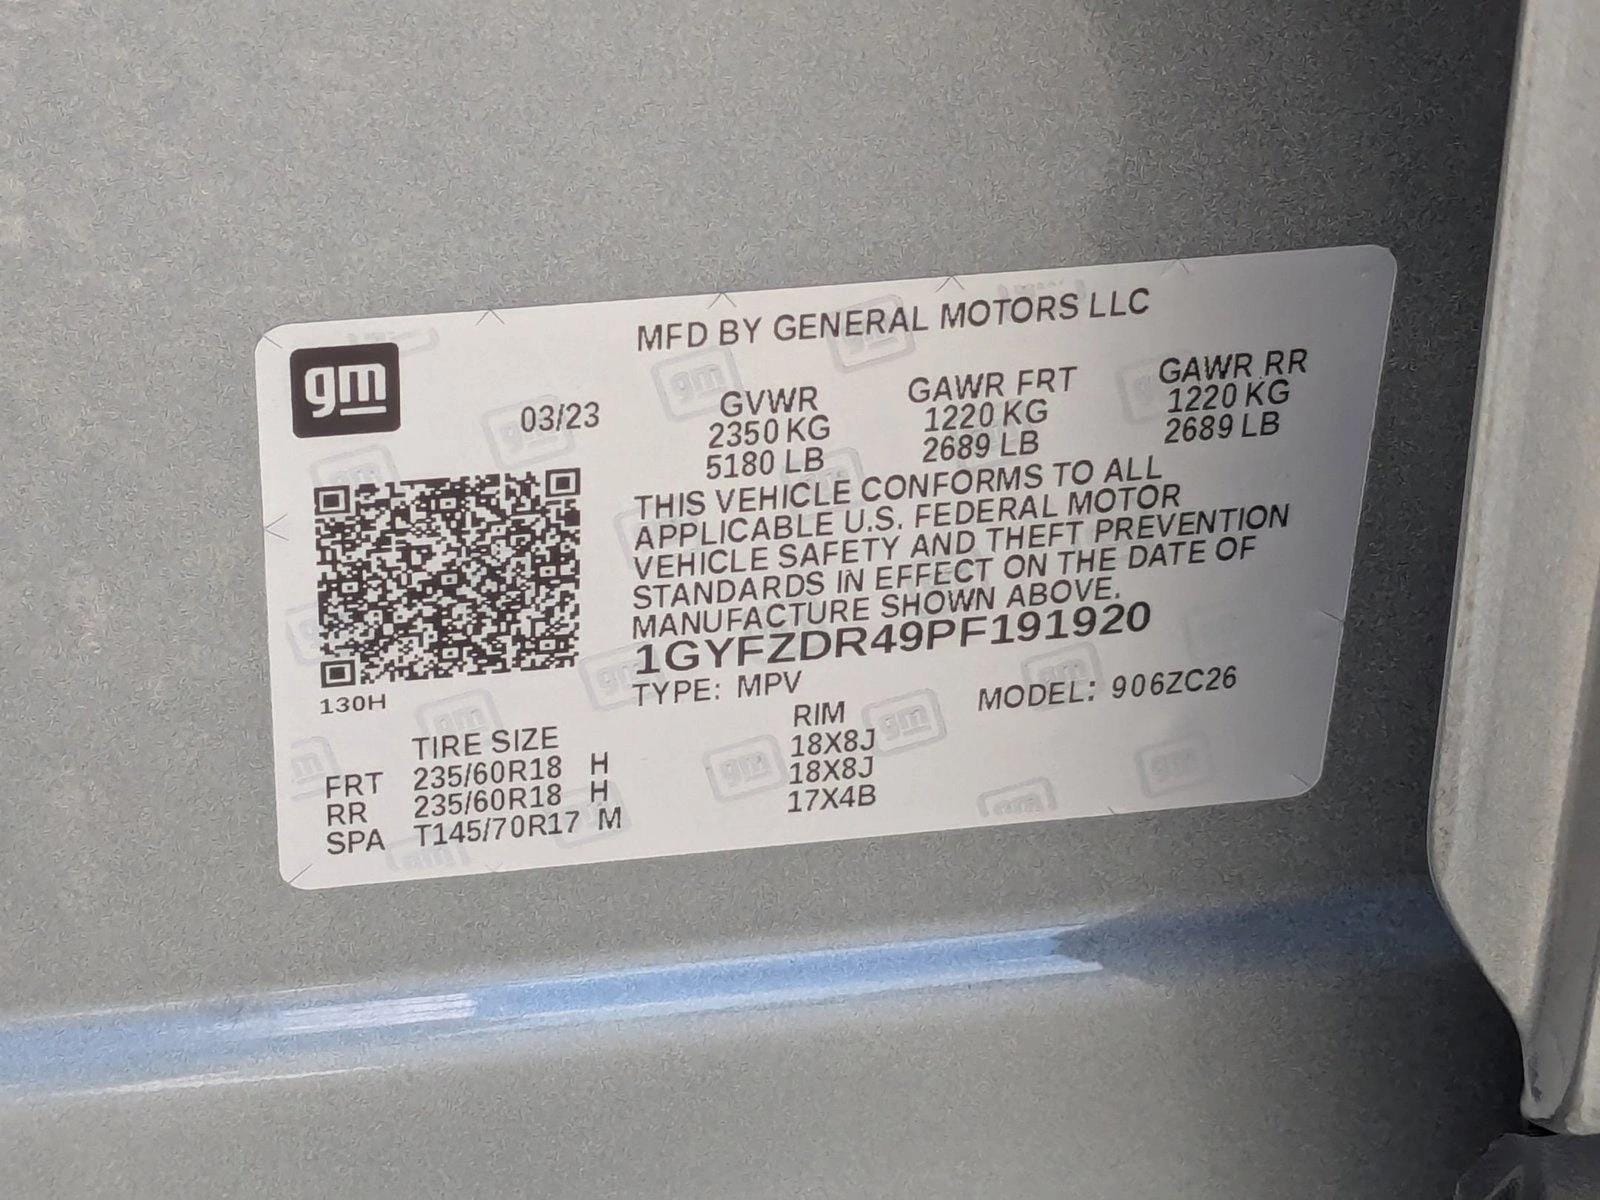 MFD BY GENERAL MOTORS LLC
gm
03/23
GVWR GAWR FRT GAWR RR
2350 KG 1220 KG 1220 KG
5180 LB 2689 LB 2689 LB
THIS VEHICLE CONFORMS TO ALL
APPLICABLE U.S. FEDERAL MOTOR
VEHICLE SAFETY AND THEFT PREVENTION
STANDARDS IN EFFECT ON THE DATE OF
MANUFACTURE SHOWN ABOVE.
1GYFZDR49PF191920
TYPE: MPV MODEL: 906ZC26
130H
TIRE SIZE RIM
FRT 235/60R18 H 18X8J
RR 235/60R18 H 18X8J
SPA T145/70R17 M 17X4B